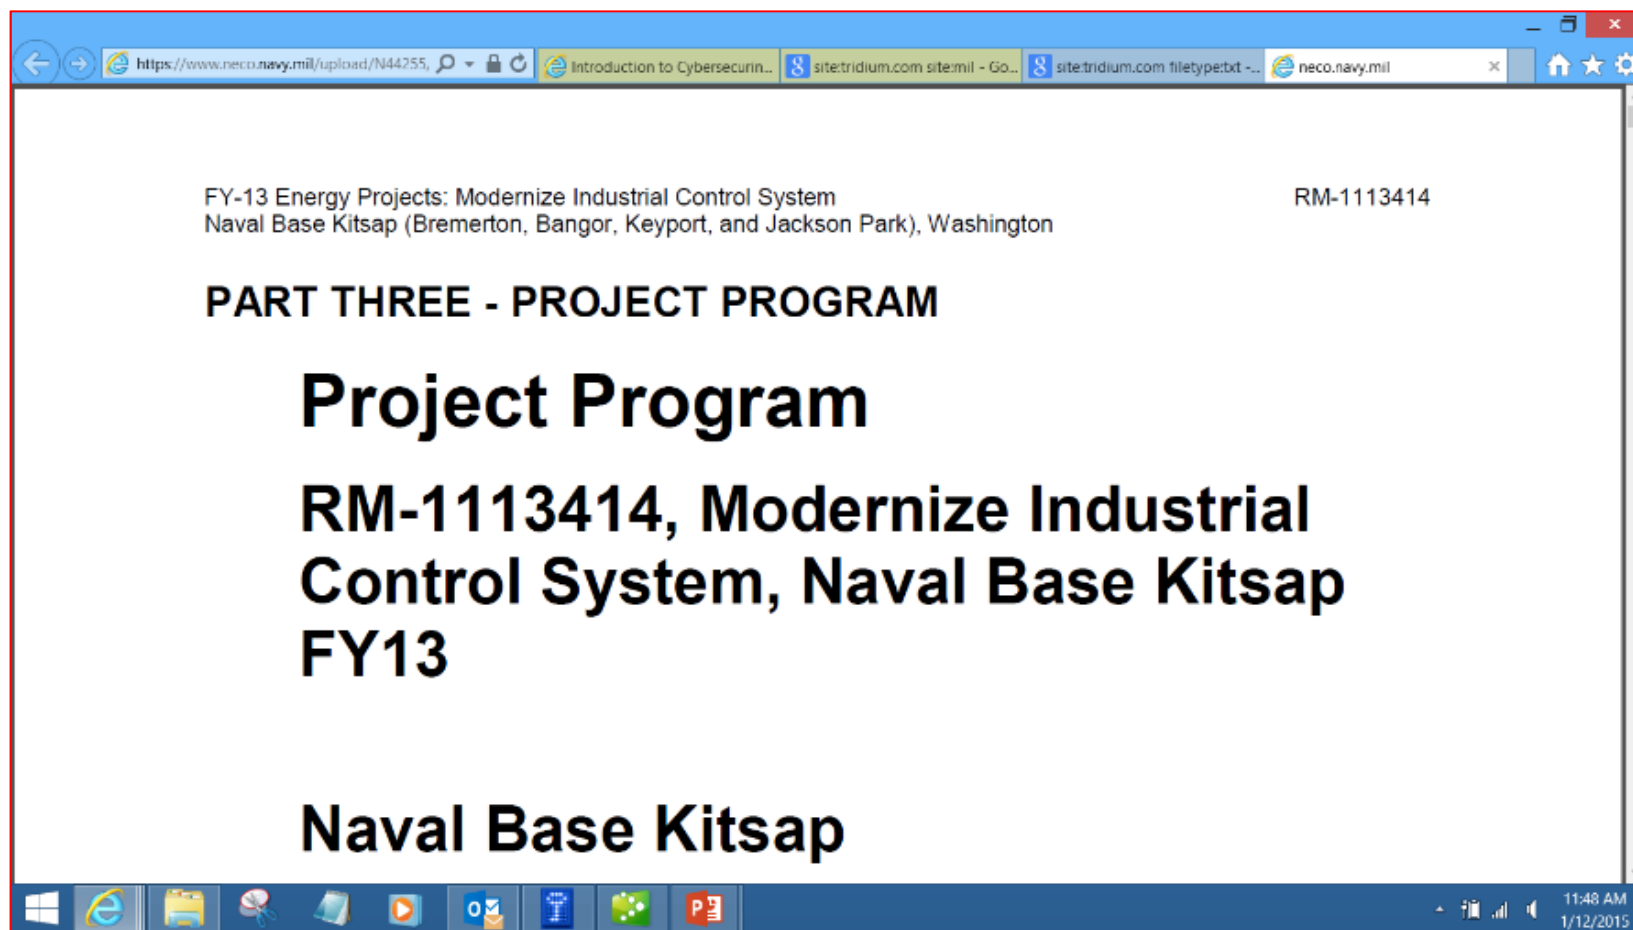 https://www.neco.navy.mil/upload/N44255,
Introduction to Cybersecurin...
site:tridium.com site:mil - Go...
site:tridium.com filetype:txt -...
neco.navy.mil
FY-13 Energy Projects: Modernize Industrial Control System RM-1113414
Naval Base Kitsap (Bremerton, Bangor, Keyport, and Jackson Park), Washington
PART THREE - PROJECT PROGRAM
Project Program
RM-1113414, Modernize Industrial
Control System, Naval Base Kitsap
FY13
Naval Base Kitsap
11:48 AM
1/12/2015